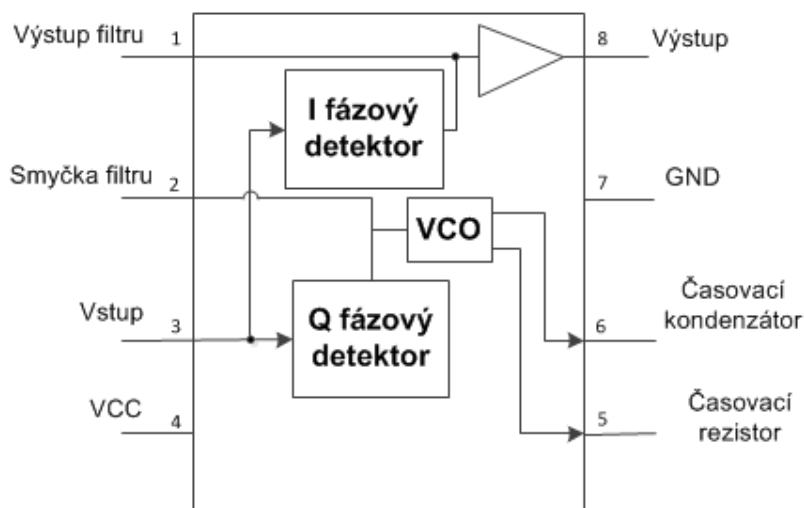 Výstup filtru
1
8
Výstup
I fázový
detektor
Smyčka filtru
2
7
GND
VCO
Vstup
3
Q fázový
detektor
6
Časovací
kondenzátor
VCC
4
5
Časovací
rezistor